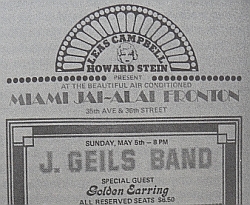 LEAS CAMPBELL
HOWARD STEIN
PRESENT
AT THE BEAUTIFUL AIR CONDITIONED
MIAMI JAI-ALAI FRONTON
35th AVE & 36th STREET
SUNDAY, MAY 5th - 8 PM
J. GEILS BAND
SPECIAL GUEST
Golden Earring
ALL RESERVED SEATS $6.50